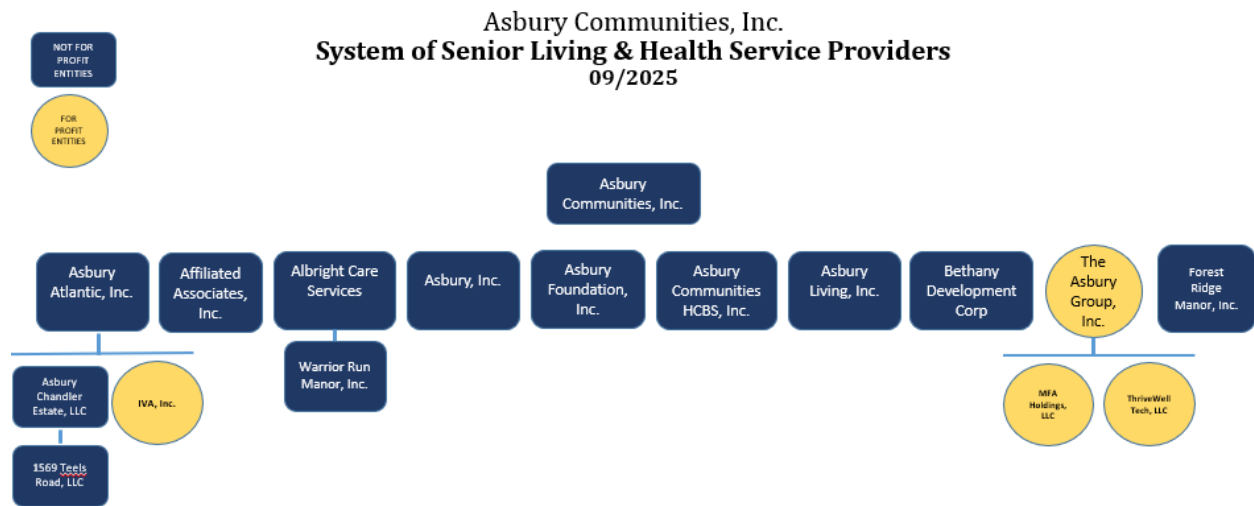 Asbury Communities, Inc.
System of Senior Living & Health Service Providers
09/2025
NOT FOR
PROFIT
ENTITIES
FOR
PROFIT
ENTITIES
Asbury
Communities, Inc.
Asbury
Atlantic, Inc.
Affiliated
Associates,
Inc.
Albright Care
Services
Asbury, Inc.
Asbury
Foundation,
Inc.
Asbury
Communities
HCBS, Inc.
Asbury
Living, Inc.
Bethany
Development
Corp
The
Asbury
Group,
Inc.
Forest
Ridge
Manor, Inc.
Asbury
Chandler
Estate, LLC
IVA, Inc.
Warrior Run
Manor, Inc.
MFA
Holdings,
LLC
ThriveWell
Tech, LLC
1569 Teels
Road, LLC